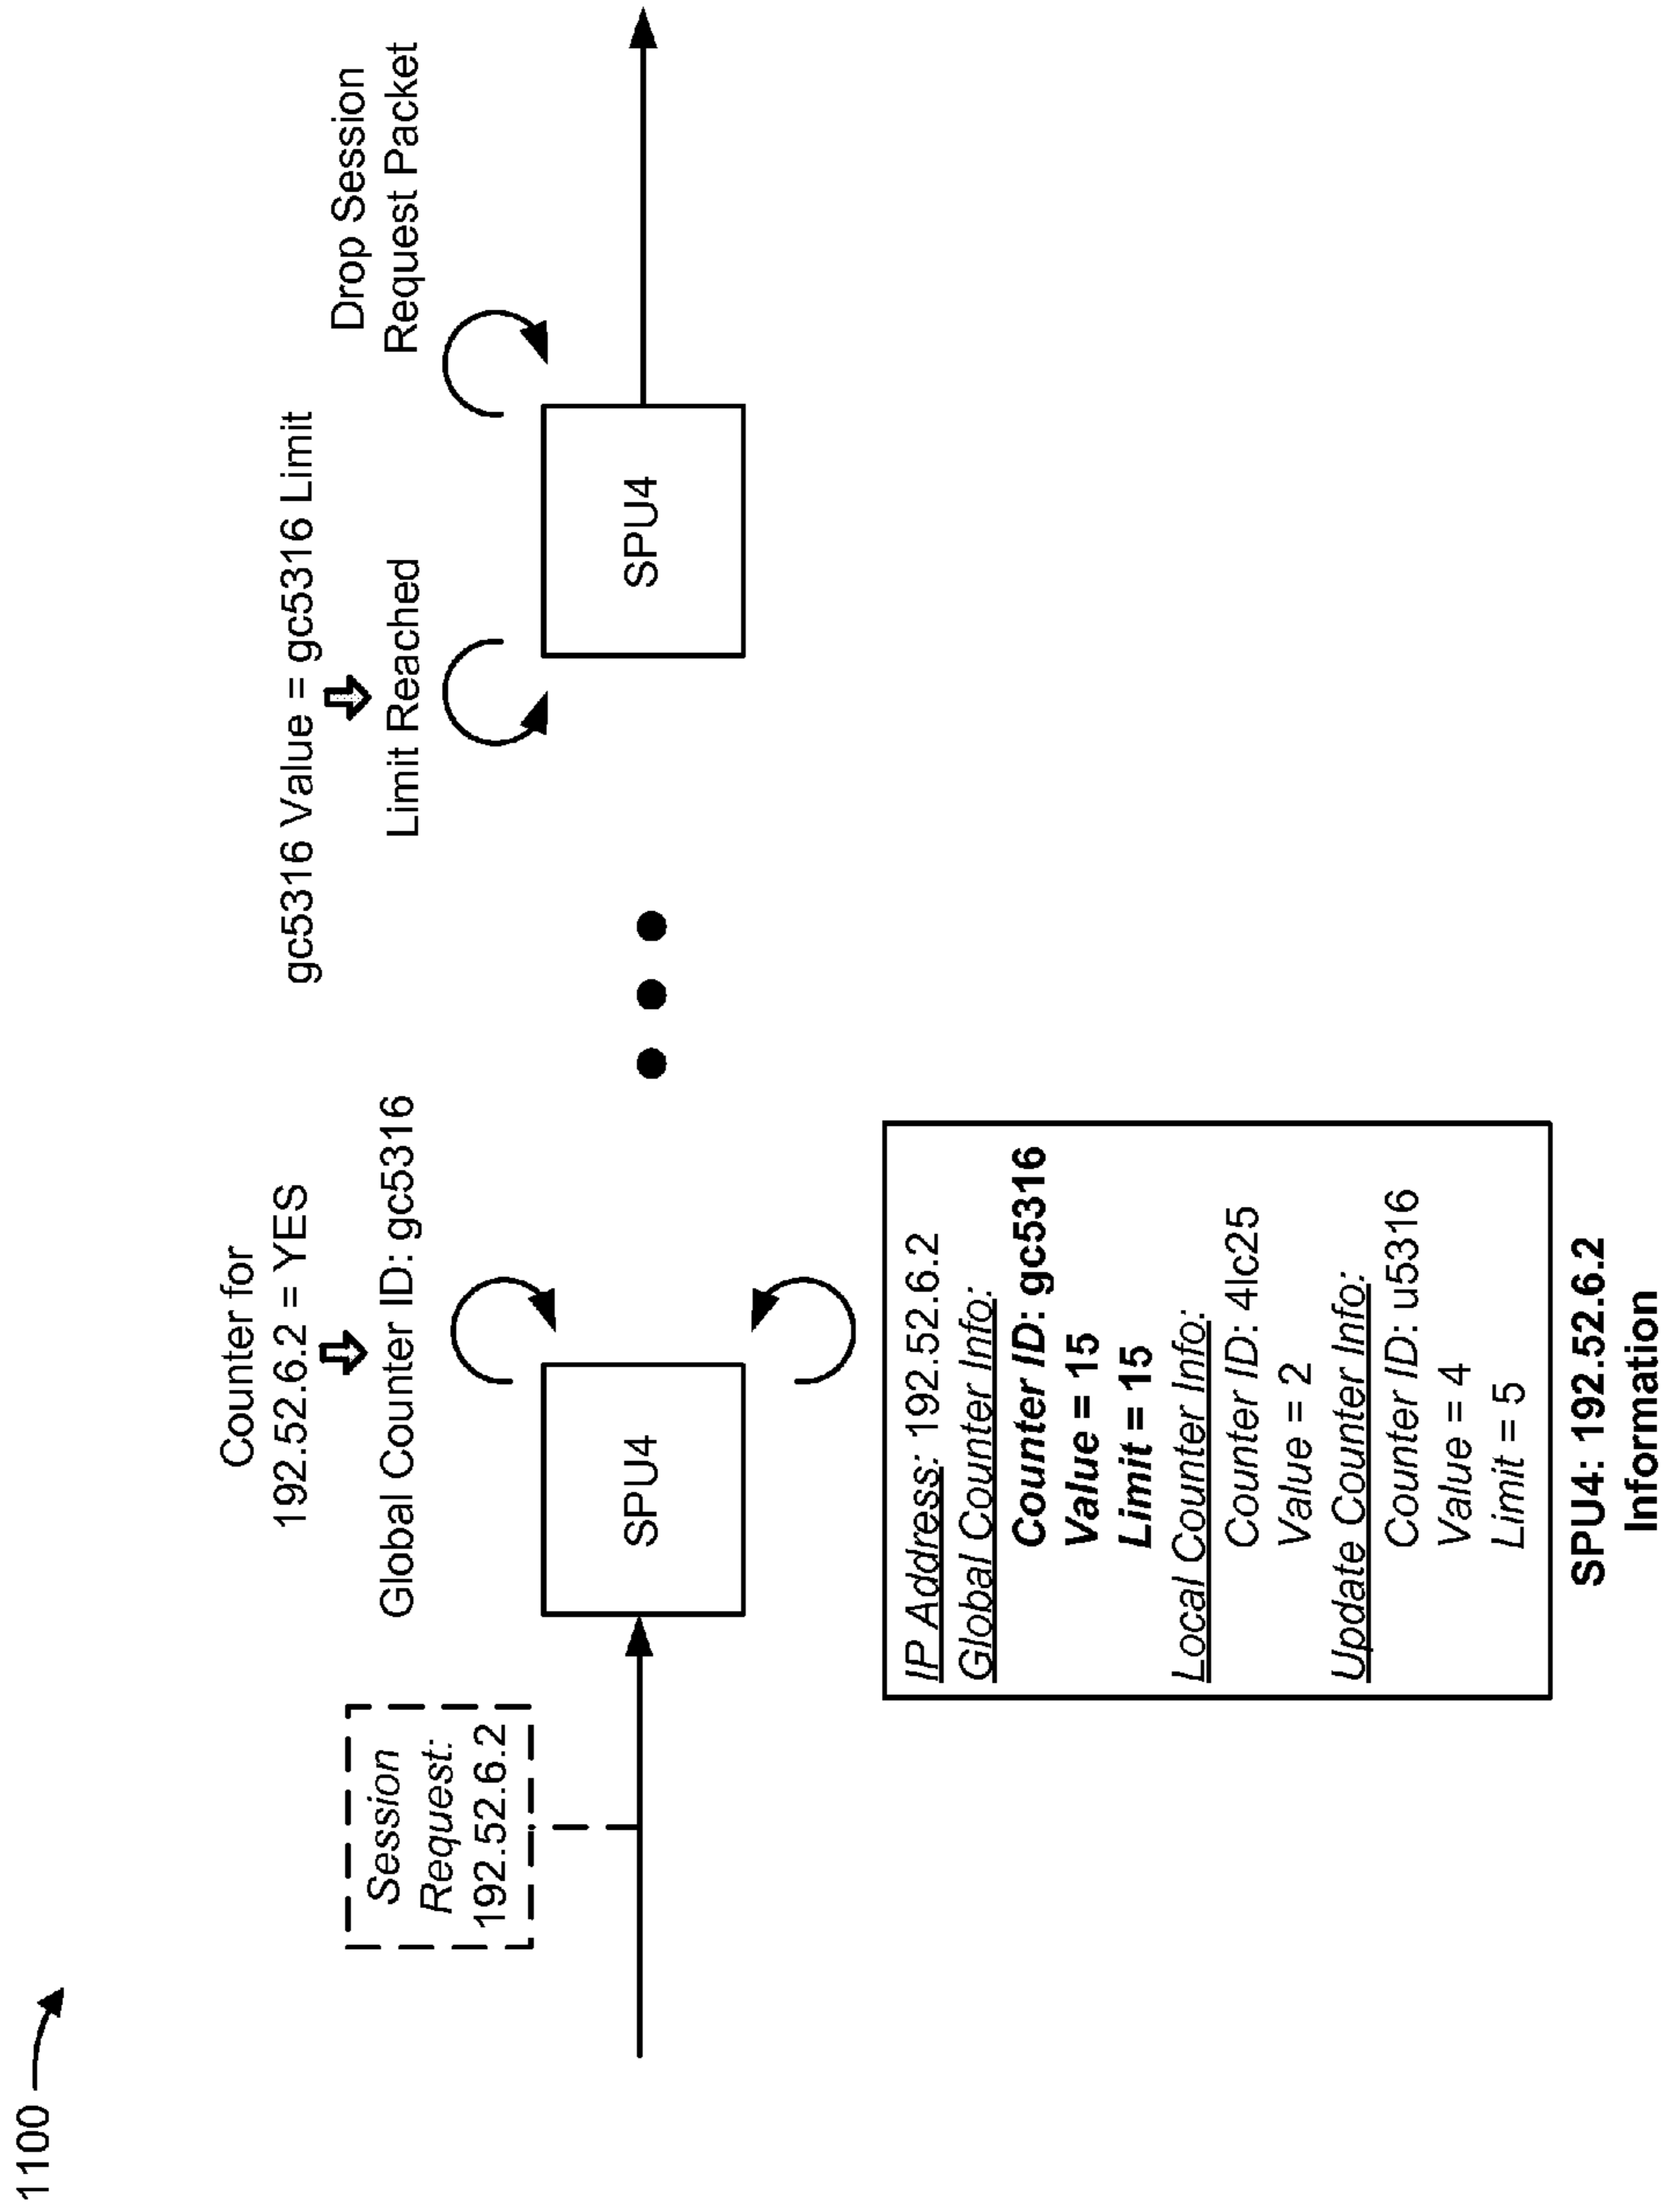 1100
Session
Request:
192.52.6.2
Counter for
192.52.6.2 = YES
Global Counter ID: gc5316
SPU4
IP Address: 192.52.6.2
Global Counter Info:
Counter ID: gc5316
Value = 15
Limit = 15
Local Counter Info:
Counter ID: 4lc25
Value = 2
Update Counter Info:
Counter ID: u5316
Value = 4
Limit = 5
SPU4: 192.52.6.2
Information
gc5316 Value = gc5316 Limit
Limit Reached
SPU4
Drop Session
Request Packet